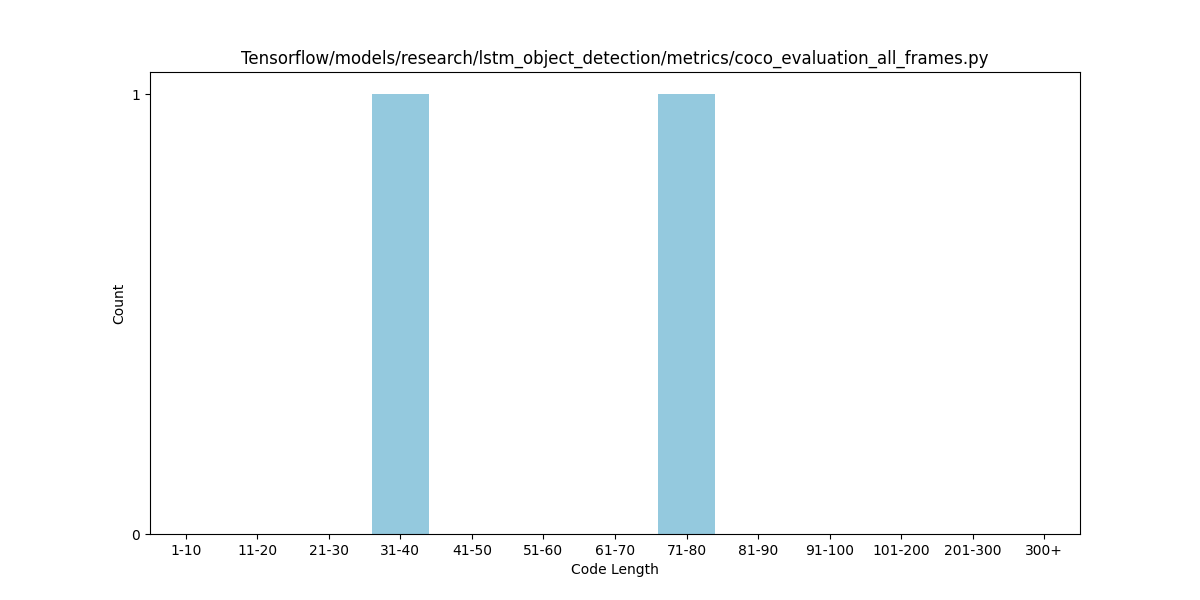 Tensorflow/models/research/lstm_object_detection/metrics/coco_evaluation_all_frames.py
1
Count
0
1-10 11-20 21-30 31-40 41-50 51-60 61-70 71-80 81-90 91-100 101-200 201-300 300+
Code Length